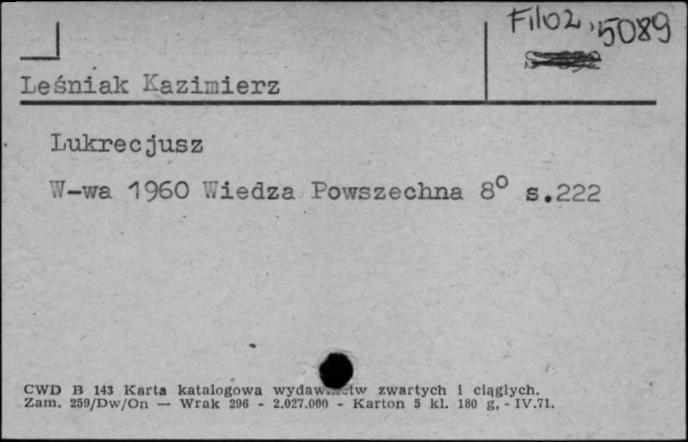 Filoz. 5089
Leśniak Kazimierz
Lukrecjusz
W-wa 1960 Wiedza Powszechna 8° s.222
CWD B 143 Karta katalogowa wydawnictw zwartych i ciągłych.
Zam. 259/Dw/On — Wrak 296 - 2.027.000 - Karton 5 kl. 180 g, - IV.71.